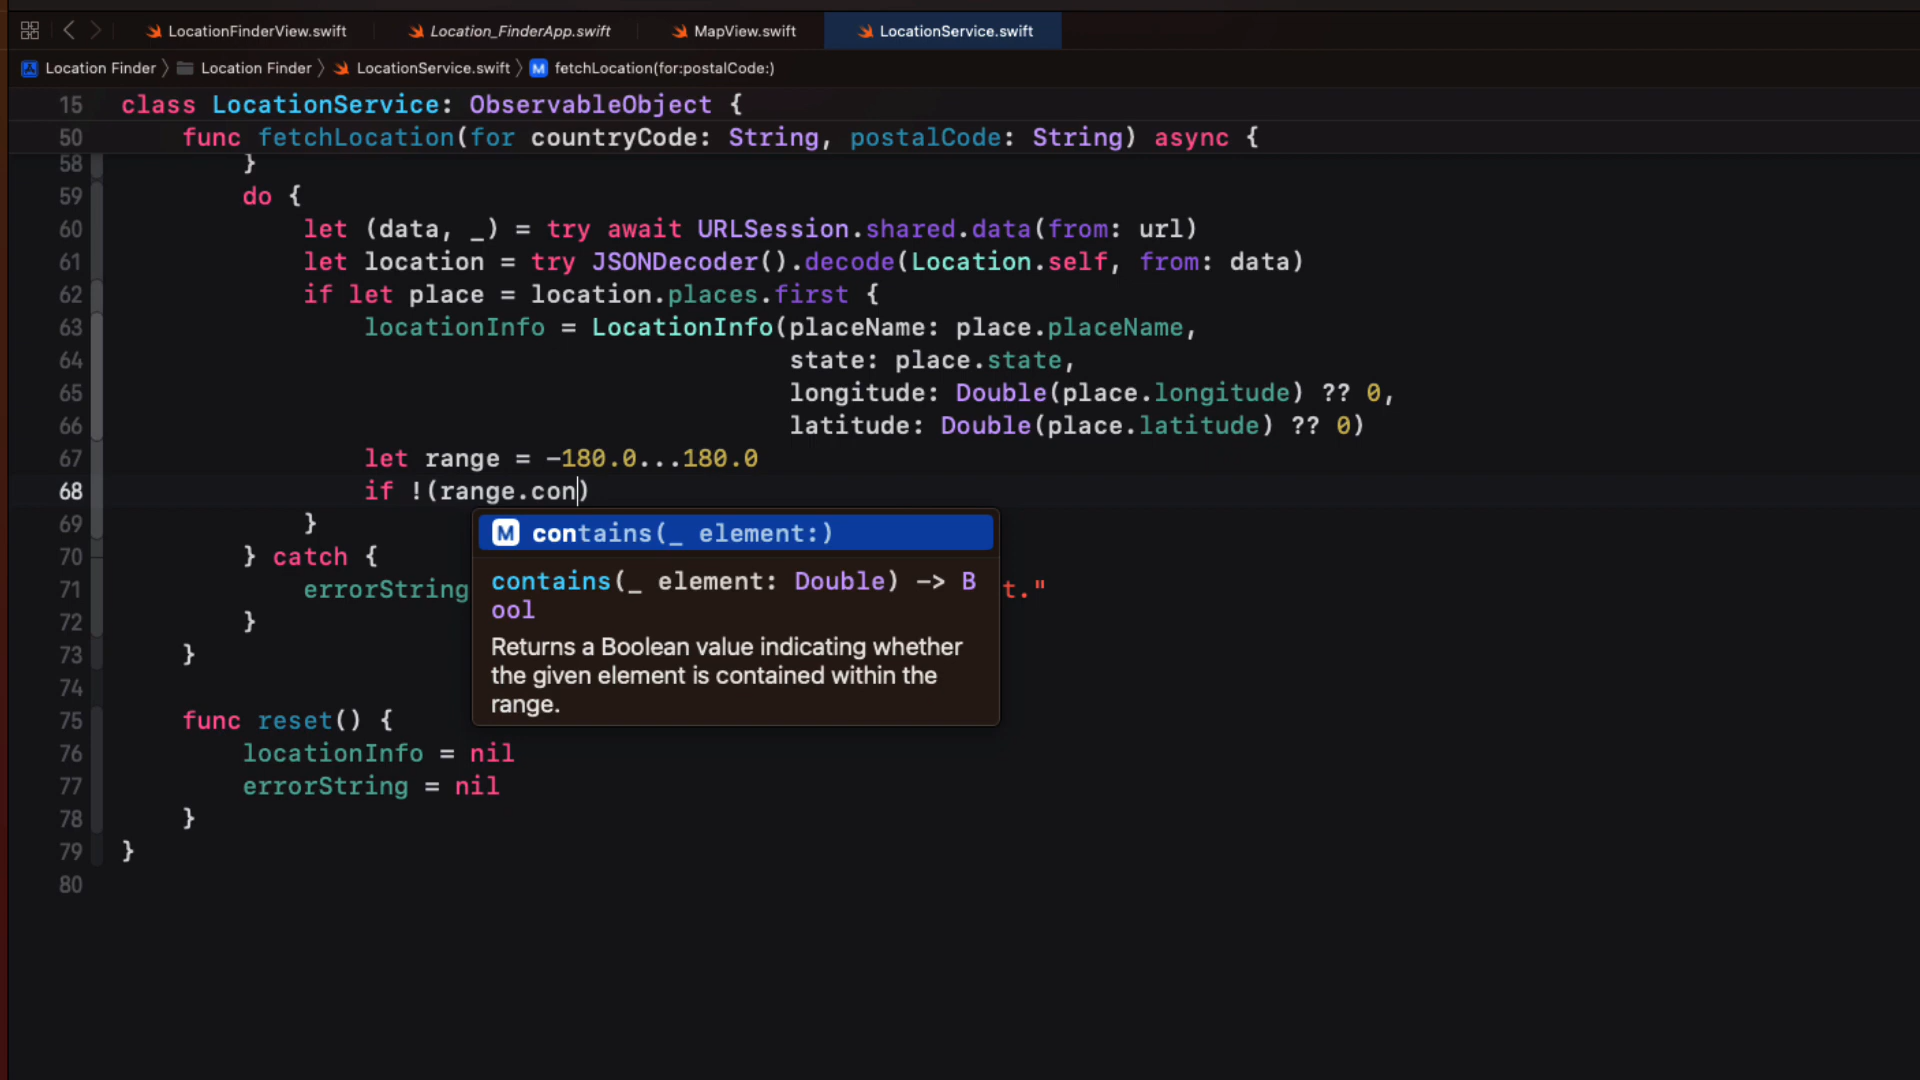 LocationFinderView.swift
Location_FinderApp.swift
MapView.swift
LocationService.swift
Location Finder 〉 Location Finder 〉 LocationService.swift 〉 M fetchLocation(for:postalCode:)
15 class LocationService: ObservableObject {
50 func fetchLocation(for countryCode: String, postalCode: String) async {
58 }
59 do {
60 let (data, _) = try await URLSession.shared.data(from: url)
61 let location = try JSONDecoder().decode(Location.self, from: data)
62 if let place = location.places.first {
63 locationInfo = LocationInfo(placeName: place.placeName,
64 state: place.state,
65 longitude: Double(place.longitude) ?? 0,
66 latitude: Double(place.latitude) ?? 0)
67 let range = -180.0...180.0
68 if !(range.con)
69 }
M contains(_ element:)
70 } catch {
contains(_ element: Double) -> B
ool
71 errorString t."
72 }
Returns a Boolean value indicating whether
the given element is contained within the
range.
73 }
74
75 func reset() {
76 locationInfo = nil
77 errorString = nil
78 }
79 }
80